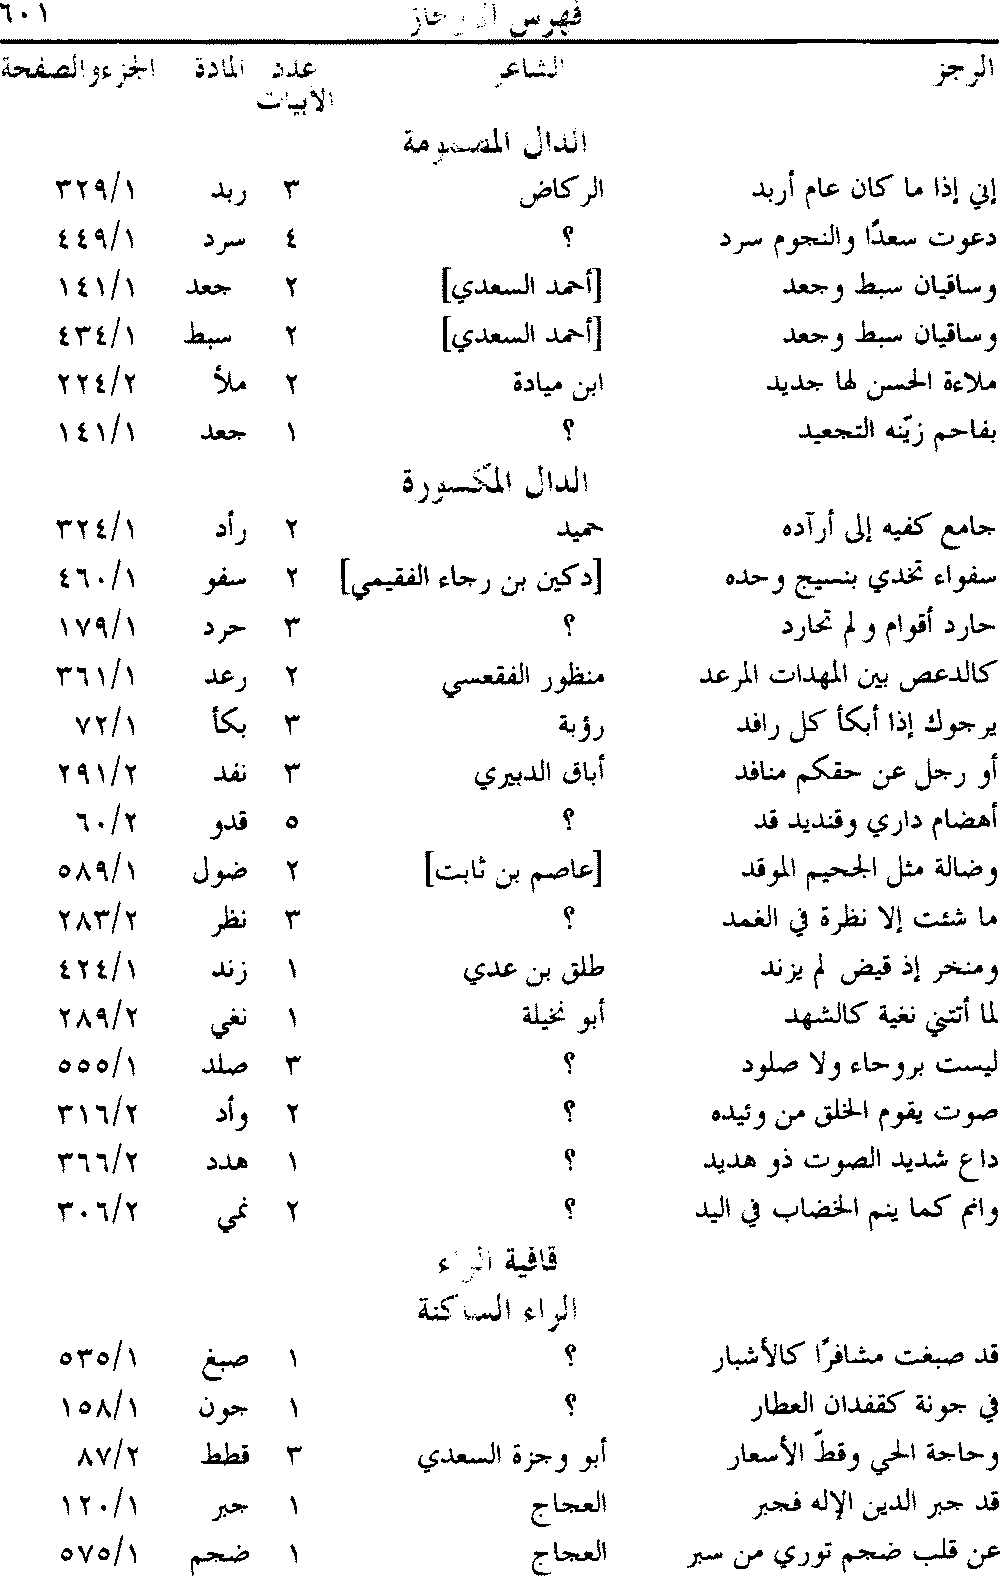 فهرس الأرجاز ٦٠١
الرجز الشاعر عدد الأبيات المادة الجزء والصفحة
الدال المضمومة
إني إذا ما كان عام أربد الركاض ٣ ربد ٣٢٩/١
دعوت سعدًا والنجوم سرد ؟ ٤ سرد ٤٤٩/١
وساقيان سبط وجعد [أحمد السعدي] ٢ جعد ١٤١/١
وساقيان سبط وجعد [أحمد السعدي] ٢ سبط ٤٣٤/١
ملاءة الحسن لها جديد ابن ميادة ٢ ملأ ٢٢٤/٢
بفاحم زيّنه التجعيد ؟ ١ جعد ١٤١/١
الدال المكسورة
جامع كفيه إلى أرآده حميد ٢ رأد ٣٢٤/١
سفواء تخدي بنسيج وحده [دكين بن رجاء الفقيمي] ٢ سفو ٤٦٠/١
حارد أقوام ولم تحارد ؟ ٣ حرد ١٧٩/١
كالدعص بين المهدات المرعد منظور الفقعسي ٢ رعد ٣٦١/١
يرجوك إذا أبكأ كل رافد رؤبة ٣ بكأ ٧٢/١
أو رجل عن حقكم منافد أباق الدبيري ٣ نفد ٢٩١/٢
أهضام داري وقنديد قد ؟ ٥ قدو ٦٠/٢
وضالة مثل الجحيم الموقد [عاصم بن ثابت] ٢ ضول ٥٨٩/١
ما شئت إلا نظرة في الغمد ؟ ٣ نظر ٢٨٣/٢
ومنخر إذ قيض لم يزند طلق بن عدي ١ زند ٤٢٤/١
لما أتتني نغية كالشهد أبو نخيلة ١ نغي ٢٨٩/٢
ليست بروحاء ولا صلود ؟ ٣ صلد ٥٥٥/١
صوت يقوم الخلق من وئيده ؟ ٢ وأد ٣١٦/٢
داع شديد الصوت ذو هديد ؟ ١ هدد ٣٦٦/٢
وانم كما ينم الخضاب في اليد ؟ ٢ نمي ٣٠٦/٢
قافية الراء
الراء الساكنة
قد صبغت مشافرًا كالأشبار ؟ ١ صبغ ٥٣٥/١
في جونة كقفدان العطار ؟ ١ جون ١٥٨/١
وحاجة الحي وقطّ الأسعار أبو وجزة السعدي ٣ قطط ٨٧/٢
قد جبر الدين الإله فجبر العجاج ١ جبر ١٢٠/١
عن قلب ضجم توري من سبر العجاج ١ ضجم ٥٧٥/١